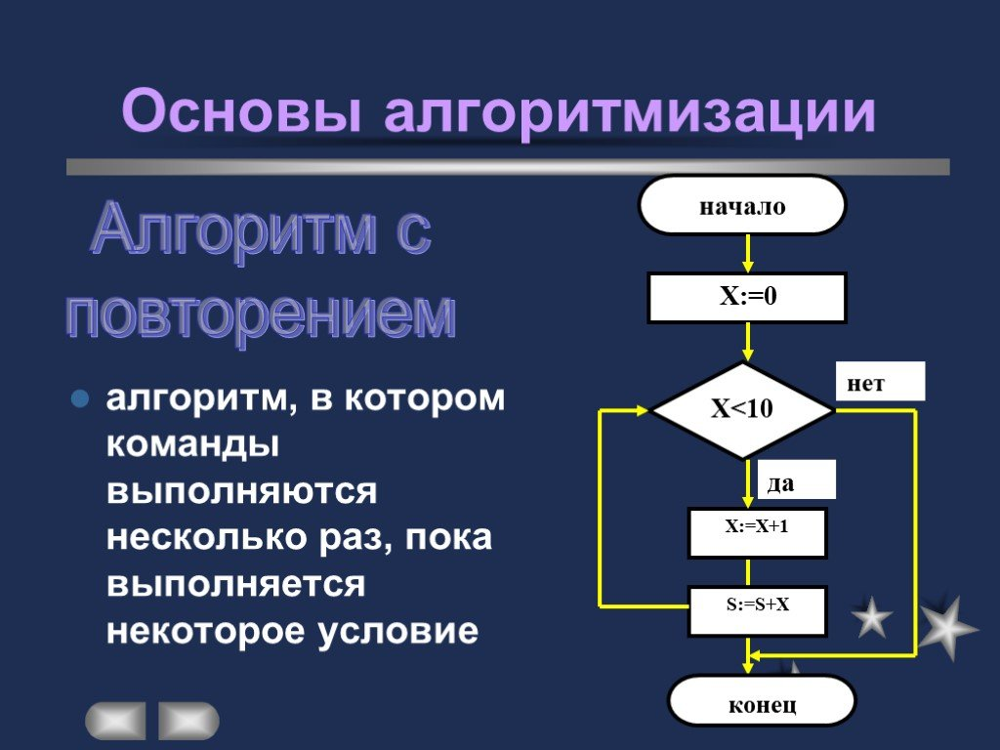 Основы алгоритмизации
Алгоритм с
повторением
алгоритм, в котором
команды
выполняются
несколько раз, пока
выполняется
некоторое условие
начало
X:=0
X<10
нет
да
X:=X+1
S:=S+X
конец